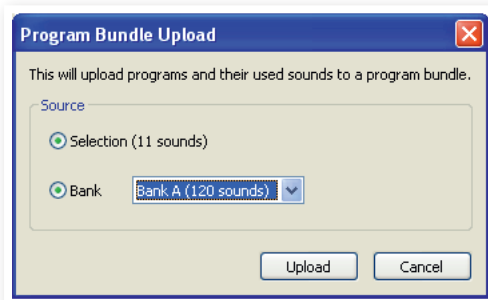 Program Bundle Upload
This will upload programs and their used sounds to a program bundle.
Source
Selection (11 sounds)
Bank Bank A (120 sounds)
Upload Cancel